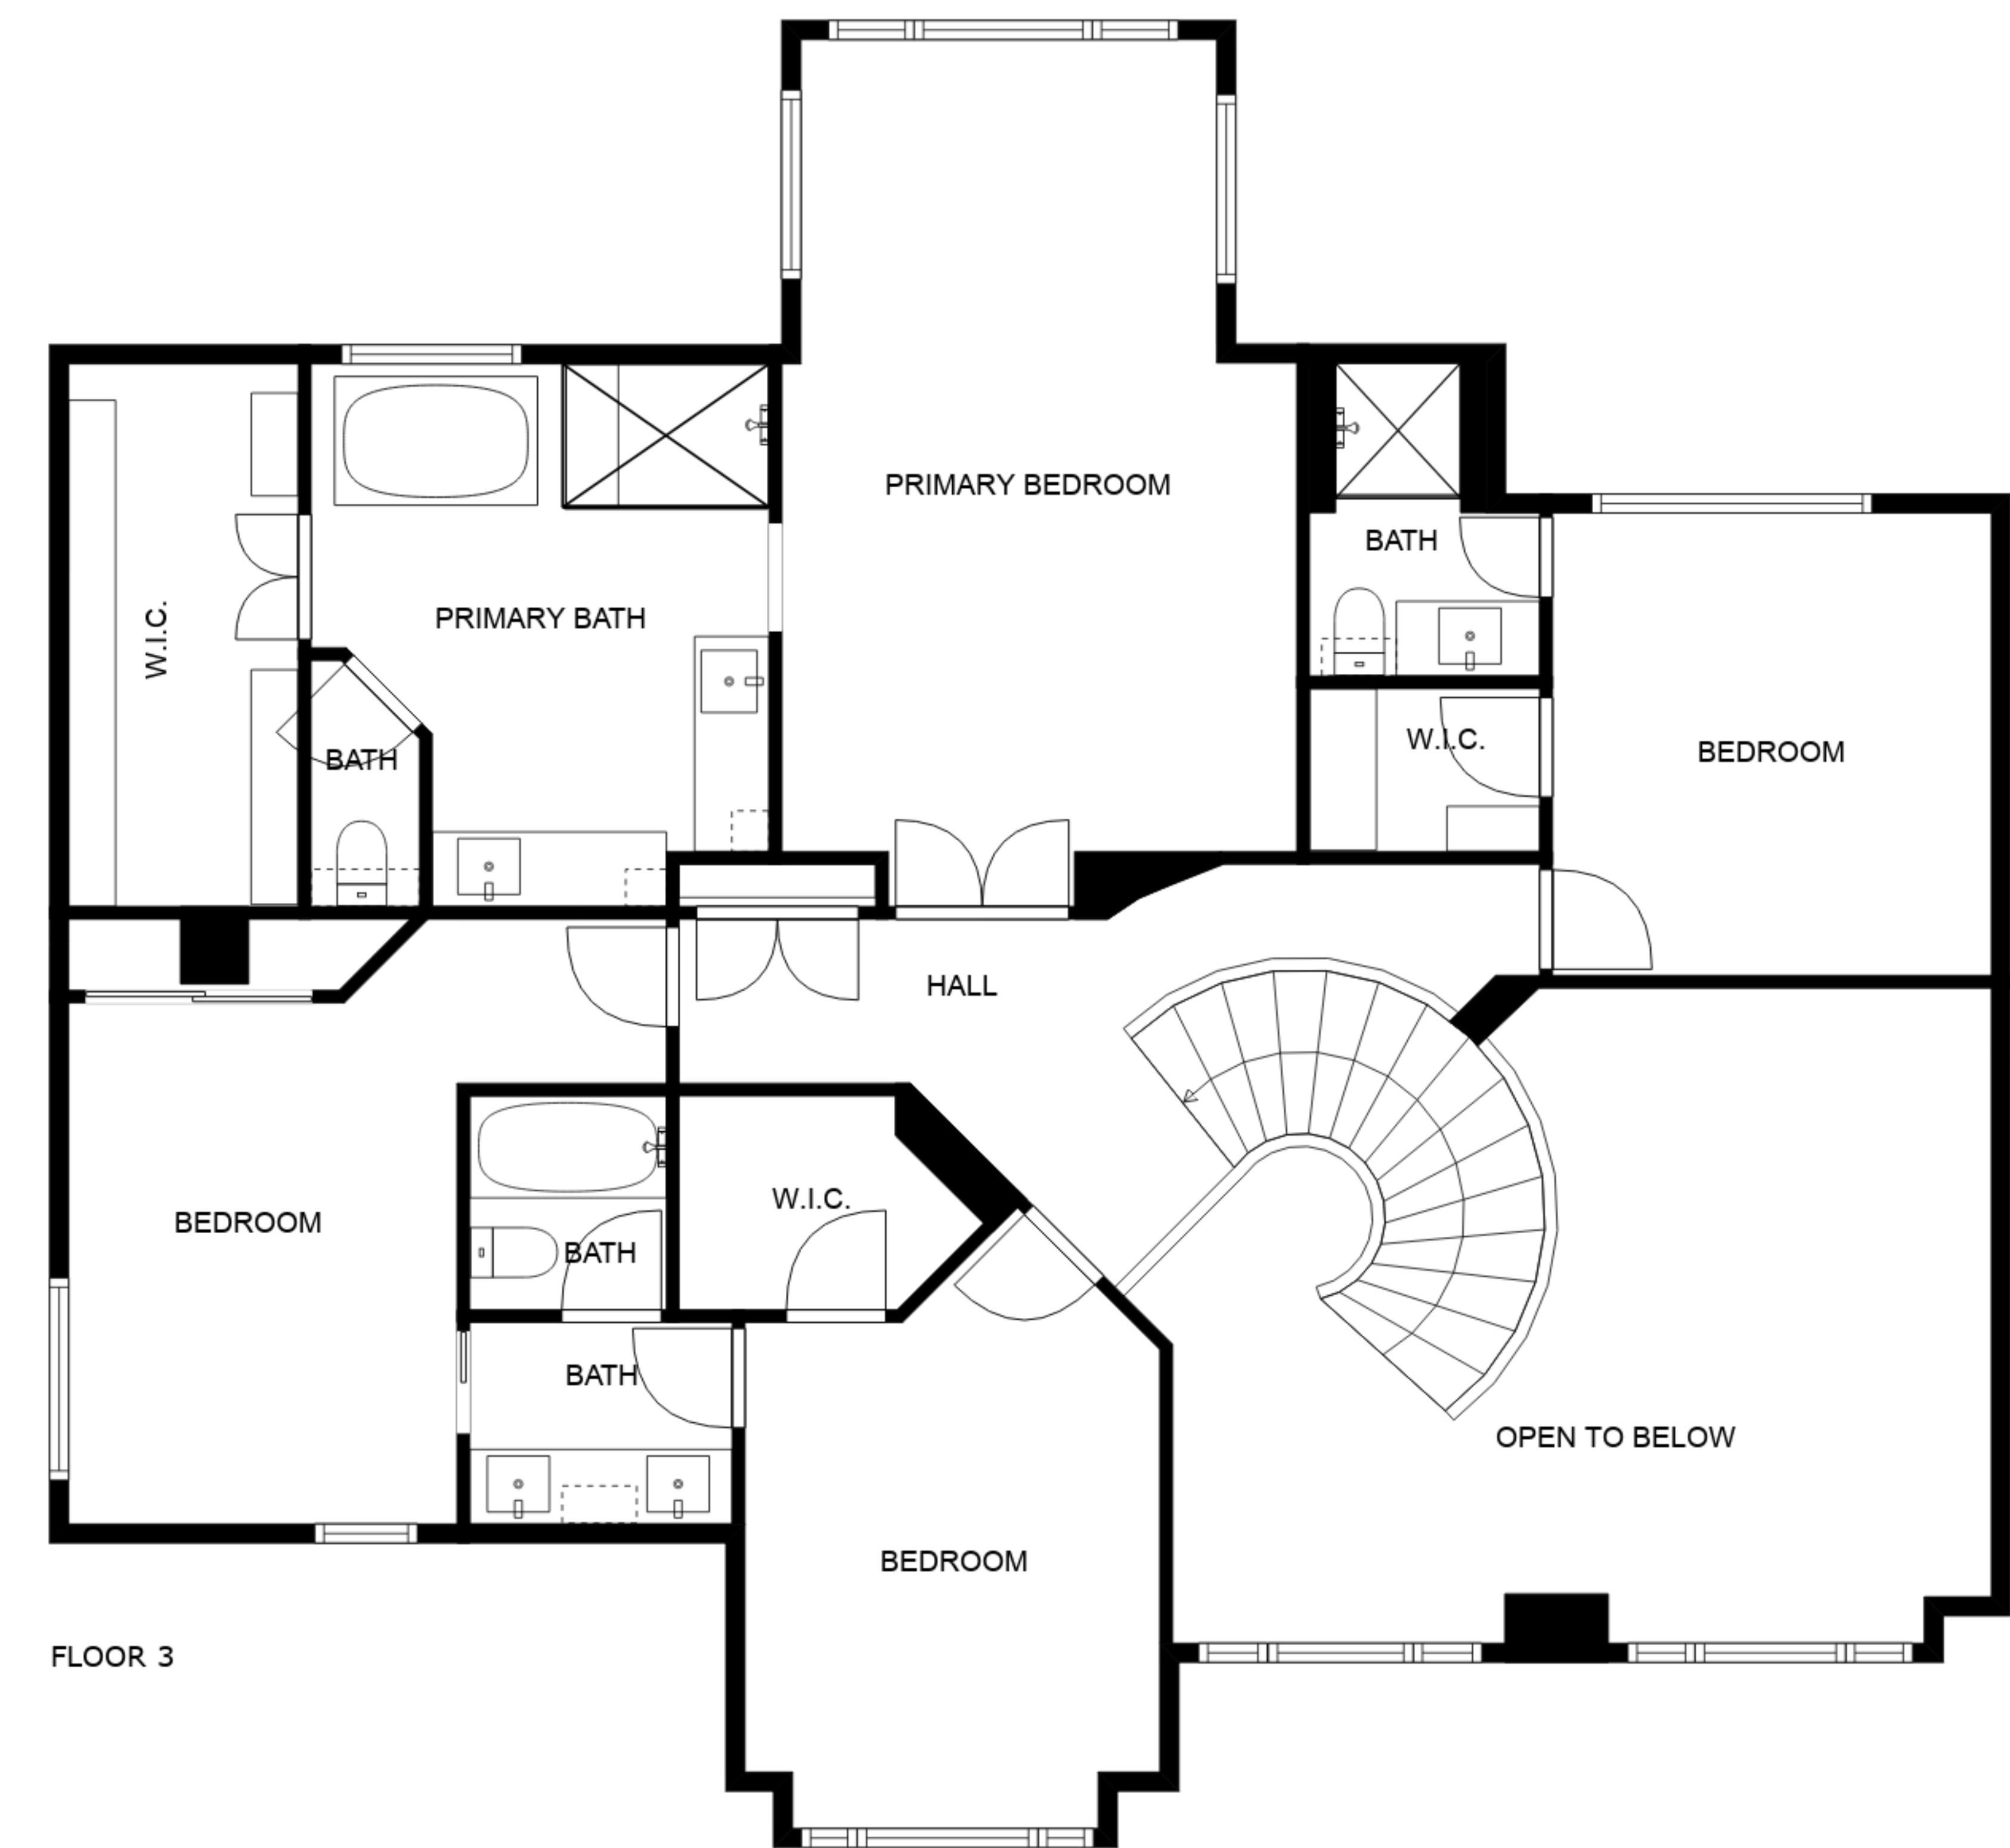 PRIMARY BEDROOM
BATH
W.I.C.
PRIMARY BATH
W.I.C.
BEDROOM
BATH
HALL
W.I.C.
BEDROOM
BATH
BATH
OPEN TO BELOW
BEDROOM
FLOOR 3